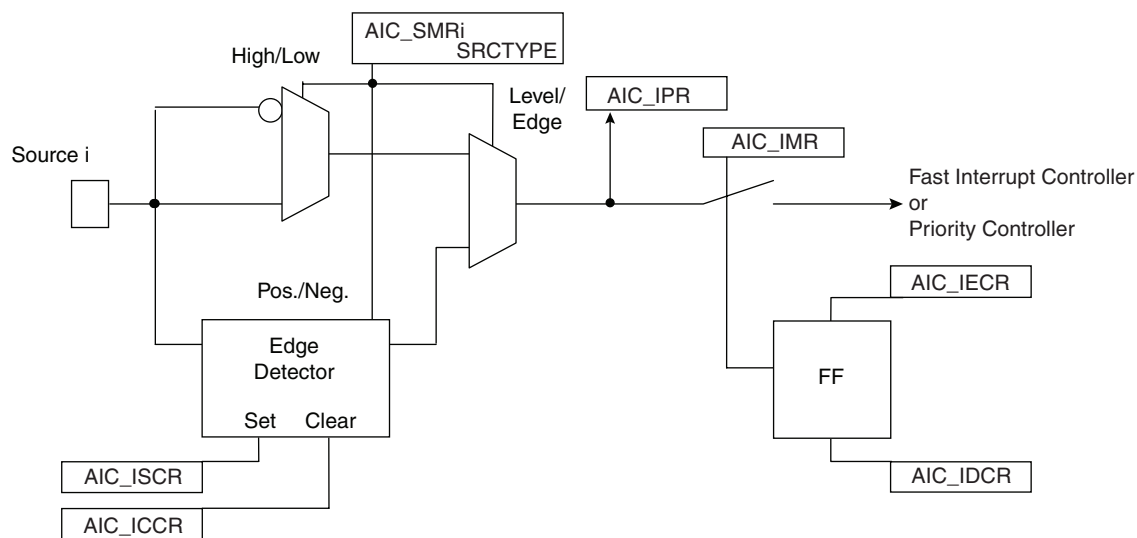 AIC_SMRi
SRCTYPE
High/Low
Level/
Edge
AIC_IPR
AIC_IMR
Source i
Fast Interrupt Controller
or
Priority Controller
Pos./Neg.
AIC_IECR
Edge
Detector
FF
Set Clear
AIC_ISCR
AIC_IDCR
AIC_ICCR